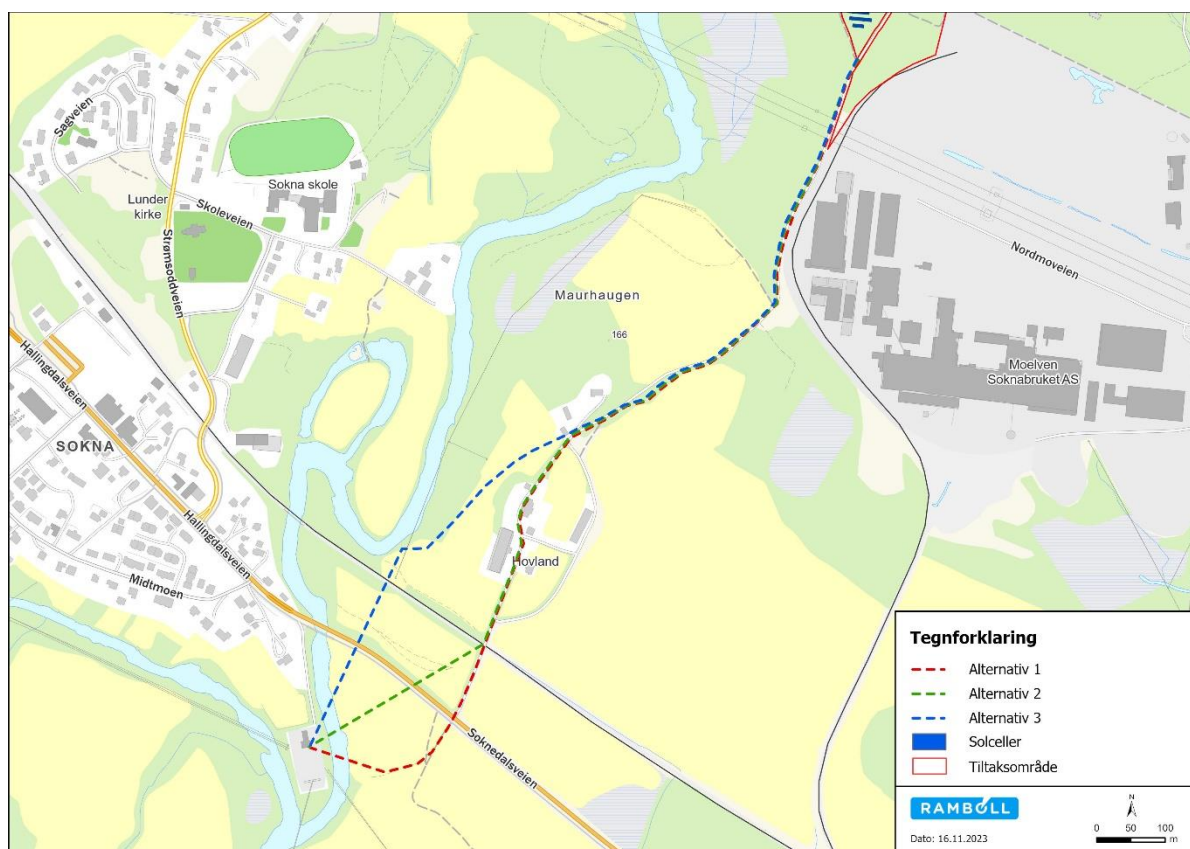 Sagveien
Sokna skole
Lunder
kirke
Skoleveien
Strømsoddveien
Nordmoveien
Maurhaugen
166
Hallingdalsveien
Moelven
Soknabruket AS
SOKNA
Hallingdalsveien
Hovland
Midtmoen
Soknedalsveien
Tegnforklaring
Alternativ 1
Alternativ 2
Alternativ 3
Solceller
Tiltaksområde
RAMBOLL
N
Dato: 16.11.2023
0 50 100
m